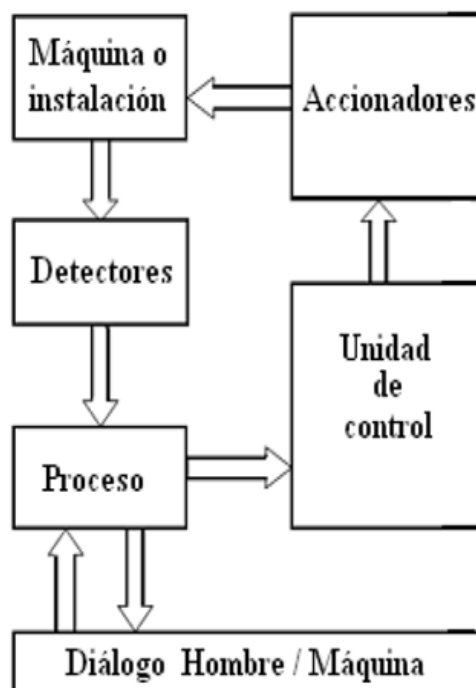 Máquina o
instalación
Accionadores
Detectores
Unidad
de
control
Proceso
Diálogo Hombre / Máquina